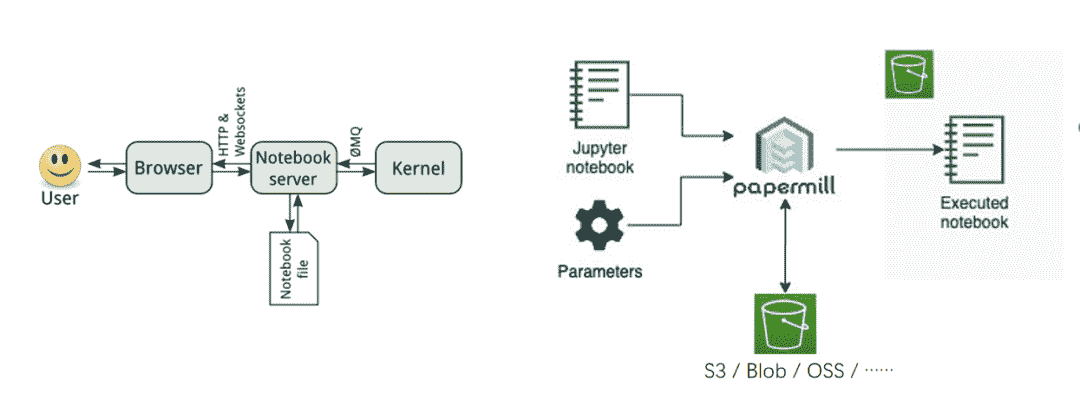 User
Browser
HTTP &
Websockets
Notebook
server
ØMQ
Kernel
Notebook
file
Jupyter
notebook
Parameters
papermill
S3 / Blob / OSS / ······
Executed
notebook